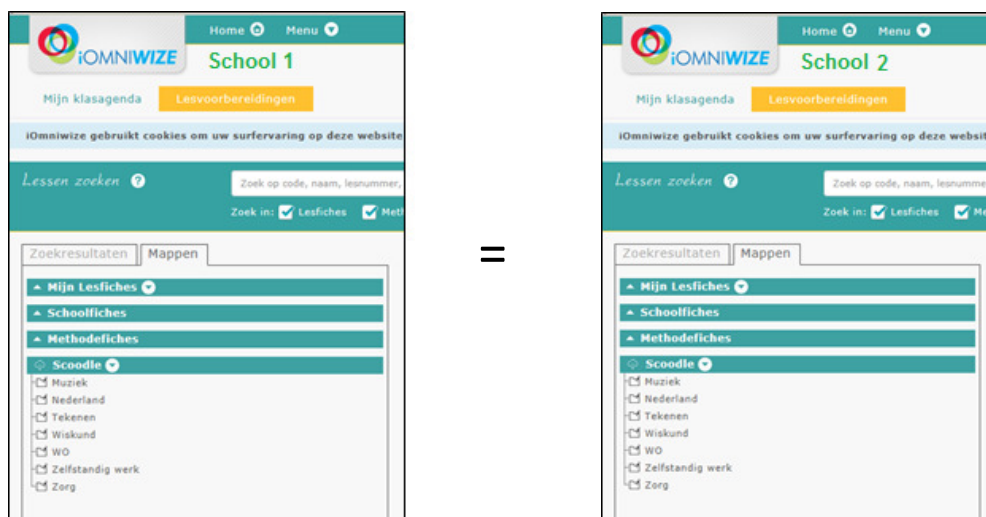 Home Menu
iOMNIWIZE School 1
Mijn klasagenda Lesvoorbereidingen
iOmniwize gebruikt cookies om uw surfervaring op deze website
Lessen zoeken ? Zoek op code, naam, lesnummer,
Zoek in: Lesfiches Meth
Zoekresultaten Mappen
Mijn Lesfiches
Schoolfiches
Methodefiches
Scoodle
Muziek
Nederland
Tekenen
Wiskund
WO
Zelfstandig werk
Zorg
=
Home Menu
iOMNIWIZE School 2
Mijn klasagenda Lesvoorbereidingen
iOmniwize gebruikt cookies om uw surfervaring op deze websit
Lessen zoeken ? Zoek op code, naam, lesnumme
Zoek in: Lesfiches Me
Zoekresultaten Mappen
Mijn Lesfiches
Schoolfiches
Methodefiches
Scoodle
Muziek
Nederland
Tekenen
Wiskund
WO
Zelfstandig werk
Zorg